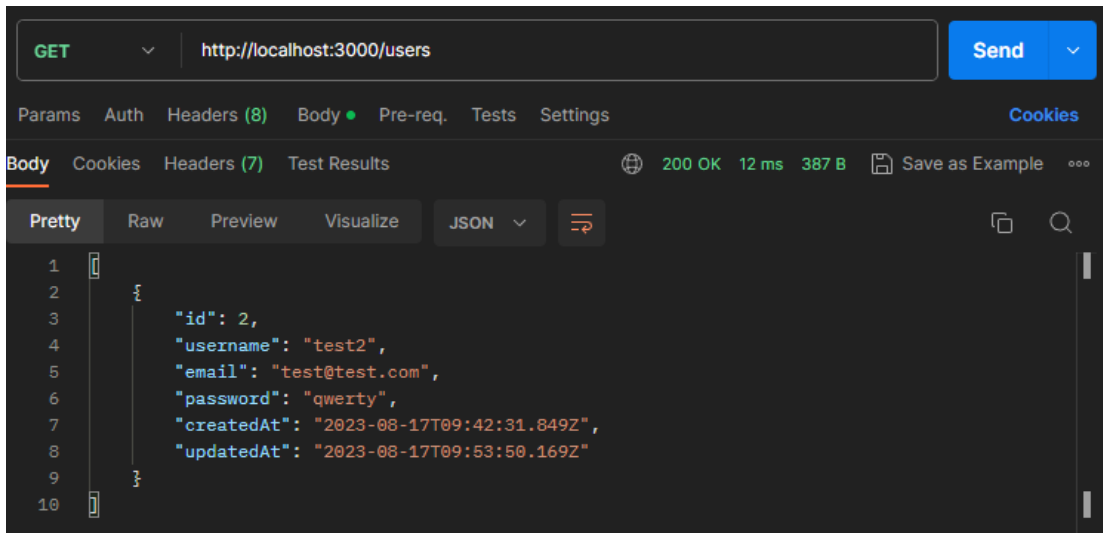 GET http://localhost:3000/users Send
Params Auth Headers (8) Body Pre-req. Tests Settings Cookies
Body Cookies Headers (7) Test Results 200 OK 12 ms 387 B Save as Example
Pretty Raw Preview Visualize JSON
1 [
2 {
3 "id": 2,
4 "username": "test2",
5 "email": "test@test.com",
6 "password": "qwerty",
7 "createdAt": "2023-08-17T09:42:31.849Z",
8 "updatedAt": "2023-08-17T09:53:50.169Z"
9 }
10 ]